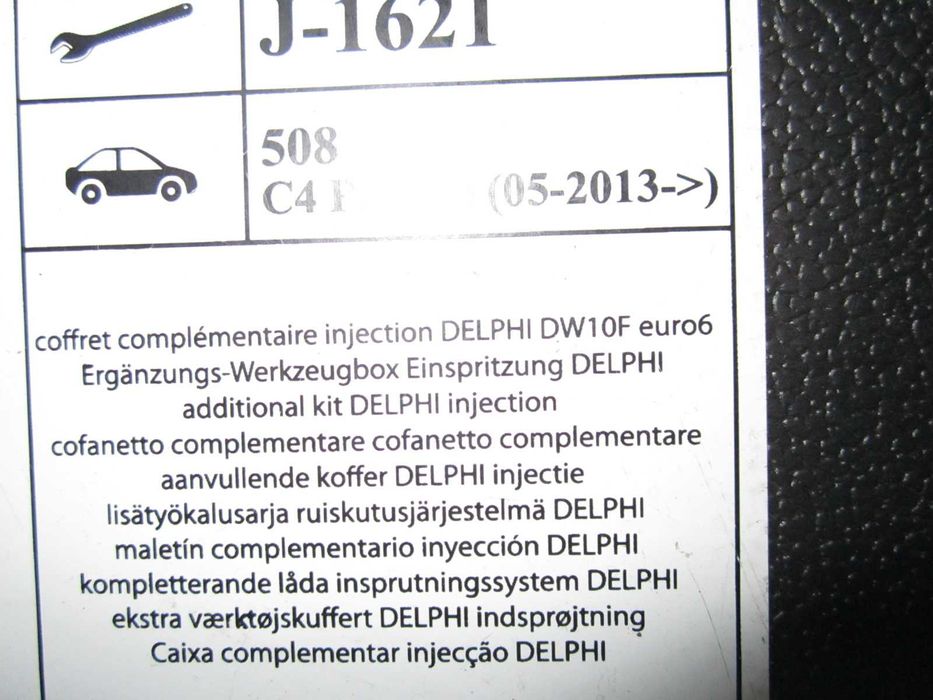 J-1621
508
C4 (05-2013->)
coffret complémentaire injection DELPHI DW10F euro6
Ergänzungs-Werkzeugbox Einspritzung DELPHI
additional kit DELPHI injection
cofanetto complementare cofanetto complementare
aanvullende koffer DELPHI injectie
lisätyökalusarja ruiskutusjärjestelmä DELPHI
maletín complementario inyección DELPHI
kompletterande låda insprutningssystem DELPHI
ekstra værktøjskuffert DELPHI indsprøjtning
Caixa complementar injecção DELPHI